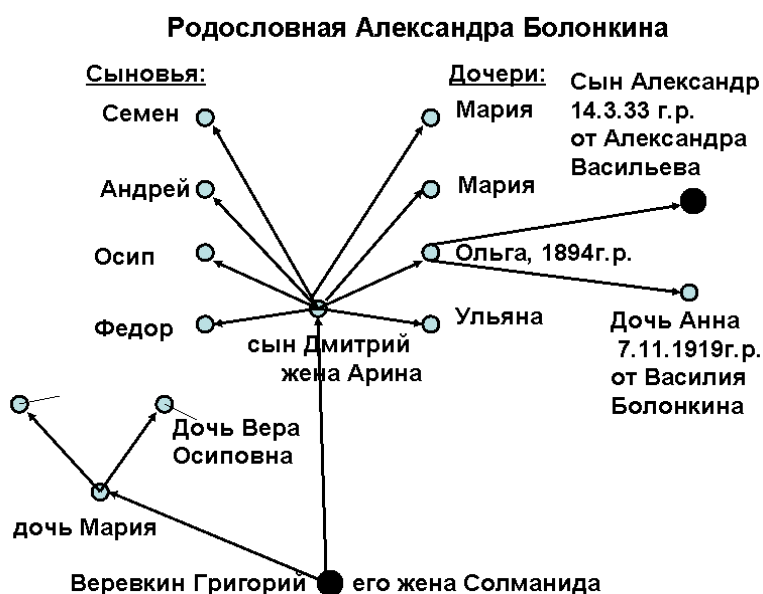 Родословная Александра Болонкина
Сыновья:
Дочери:
Сын Александр
14.3.33 г.р.
от Александра
Васильева
Семен
Мария
Андрей
Мария
Осип
Ольга, 1894г.р.
Федор
Ульяна
сын Дмитрий
жена Арина
Дочь Анна
7.11.1919г.р.
от Василия
Болонкина
Дочь Вера
Осиповна
дочь Мария
Веревкин Григорий его жена Солманида